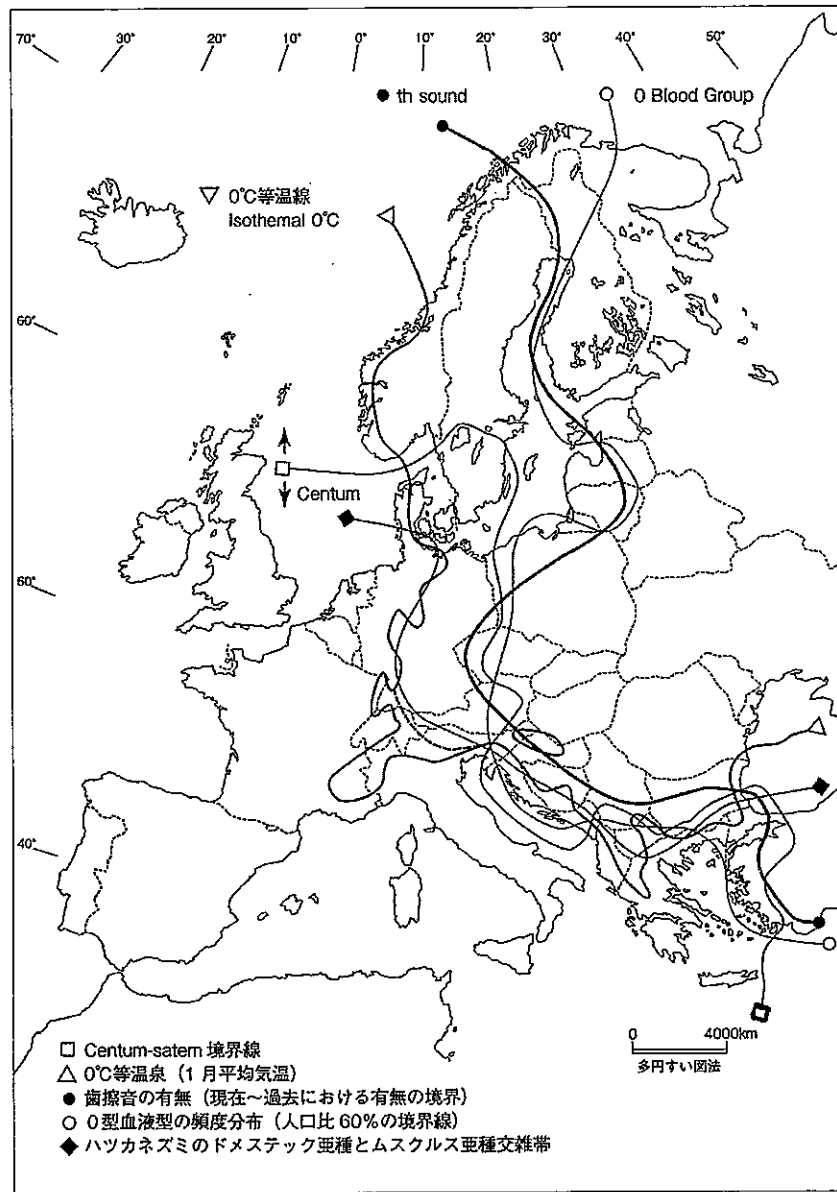 70° 30° 20° 10° 0° 10° 20° 30° 40° 50°
● th sound
○ O Blood Group
▽ 0℃等温線
Isothemal 0℃
60°
Centum
60°
40°
0 4000km
多円すい図法
□ Centum-satem 境界線
△ 0℃等温泉（1月平均気温）
● 歯擦音の有無（現在～過去における有無の境界）
○ O型血液型の頻度分布（人口比 60%の境界線）
◆ ハツカネズミのドメステック亜種とムスクルス亜種交雑帯